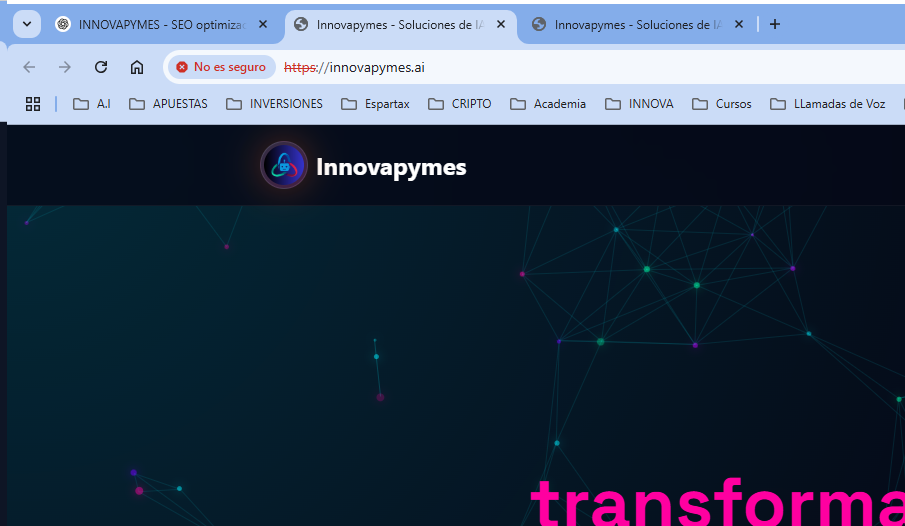 INNOVAPYMES - SEO optimizac
Innovapymes - Soluciones de IA
Innovapymes - Soluciones de IA
No es seguro
https://innovapymes.ai
A.I
APUESTAS
INVERSIONES
Espartax
CRIPTO
Academia
INNOVA
Cursos
LLamadas de Voz
Innovapymes
transforma